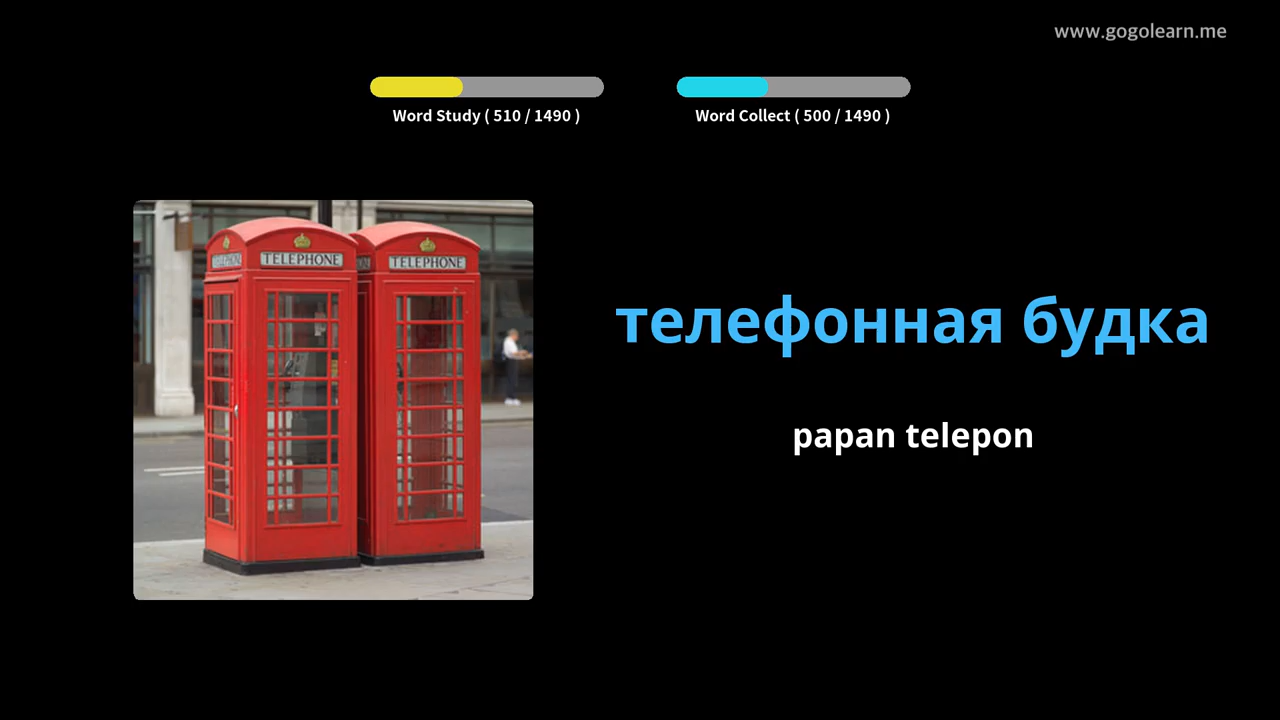 www.gogolearn.me
Word Study ( 510 / 1490 )
Word Collect ( 500 / 1490 )
TELEPHONE
TELEPHONE
телефонная будка
papan telepon